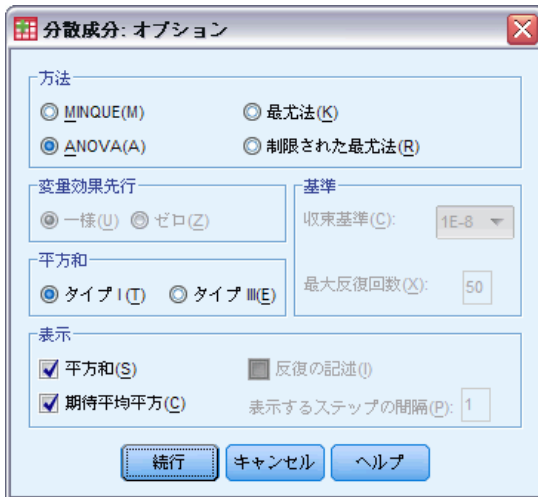 分散成分: オプション
方法
MINQUE(M)
最尤法(K)
ANOVA(A)
制限された最尤法(R)
変量効果先行
一様(U)
ゼロ(Z)
基準
収束基準(C):
1E-8
最大反復回数(X):
50
平方和
タイプ I(T)
タイプ III(E)
表示
平方和(S)
反復の記述(I)
期待平均平方(C)
表示するステップの間隔(P):
1
続行
キャンセル
ヘルプ